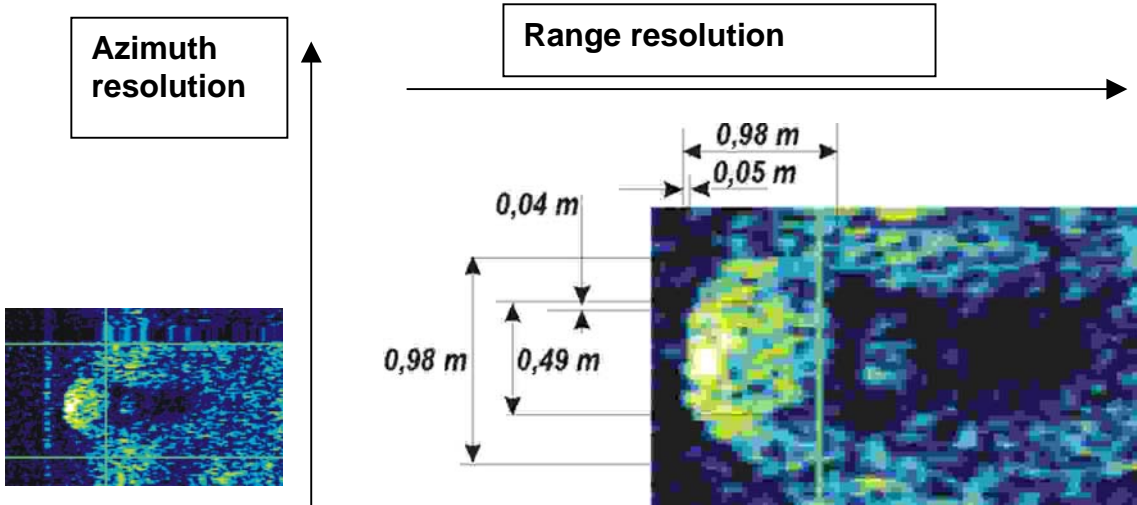 Azimuth
resolution
Range resolution
0,98 m
0,05 m
0,04 m
0,98 m
0,49 m